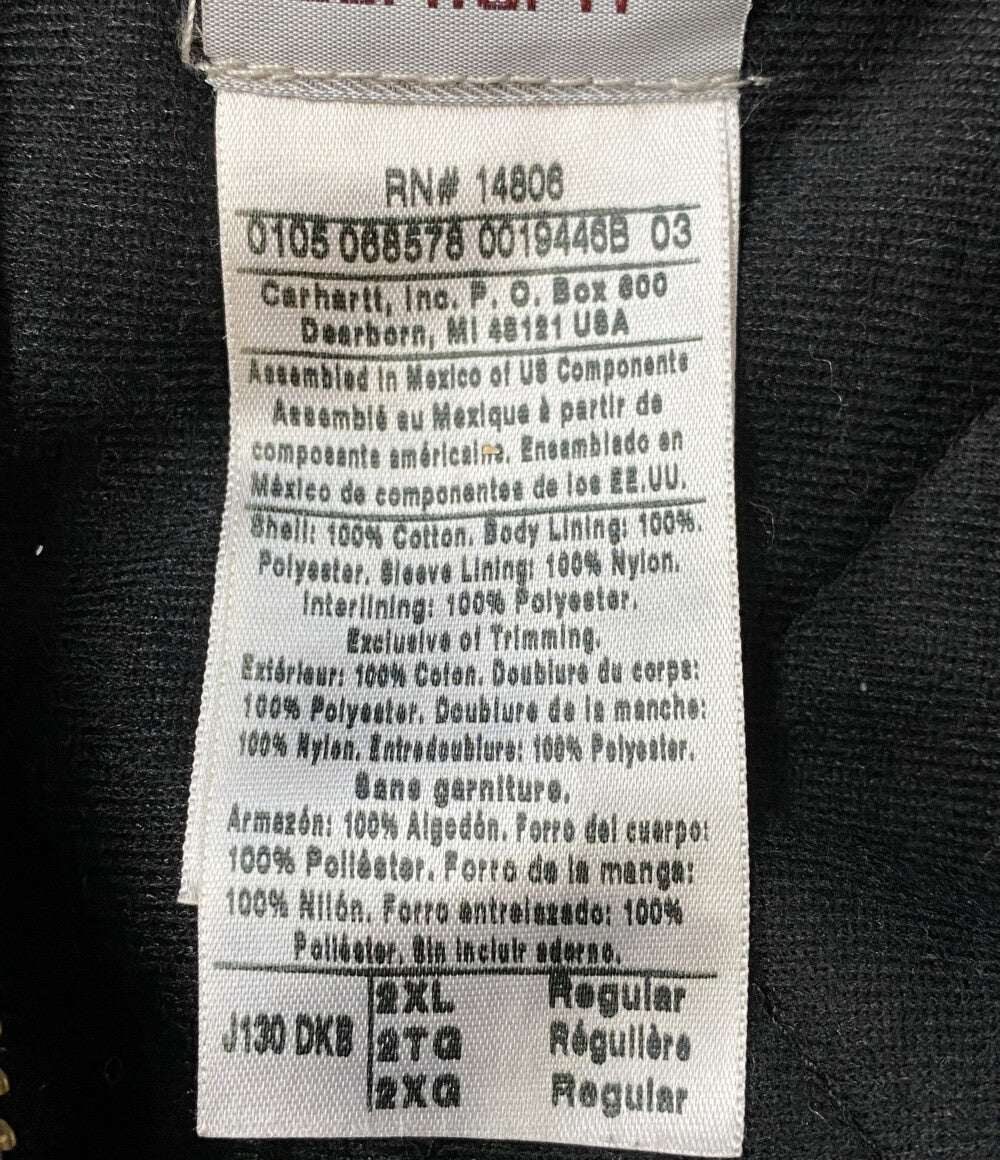 RN# 14806
0105 068578 0019446B 03
Carhartt, Inc. P. O. Box 600
Dearborn, MI 48121 USA
Assembled in Mexico of US Components
Assemblé au Mexique à partir de
composants américains. Ensamblado en
México de componentes de los EE.UU.
Shell: 100% Cotton. Body Lining: 100%.
Polyester. Sleeve Lining: 100% Nylon.
Interlining: 100% Polyester.
Exclusive of Trimming.
Extérieur: 100% Coton. Doublure du corps:
100% Polyester. Doublure de la manche:
100% Nylon. Entredoublure: 100% Polyester.
Sans garniture.
Armazón: 100% Algodón. Forro del cuerpo:
100% Poliéster. Forro de la manga:
100% Nilón. Forro entrelazado: 100%
Poliéster. Sin incluir adorno.
J130 DKB
2XL Regular
2TG Régulière
2XG Regular